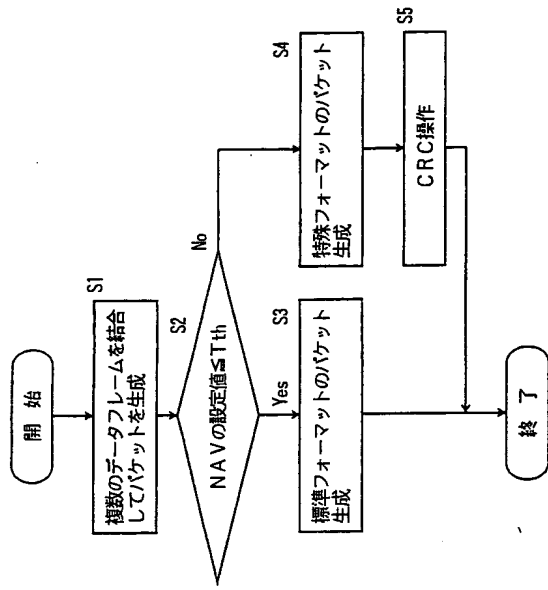 開 始
S1
複数のデータフレームを結合
してパケットを生成
S2
NAVの設定値≦Tth
No
Yes
S3
標準フォーマットのパケット
生成
S4
特殊フォーマットのパケット
生成
S5
CRC操作
終 了